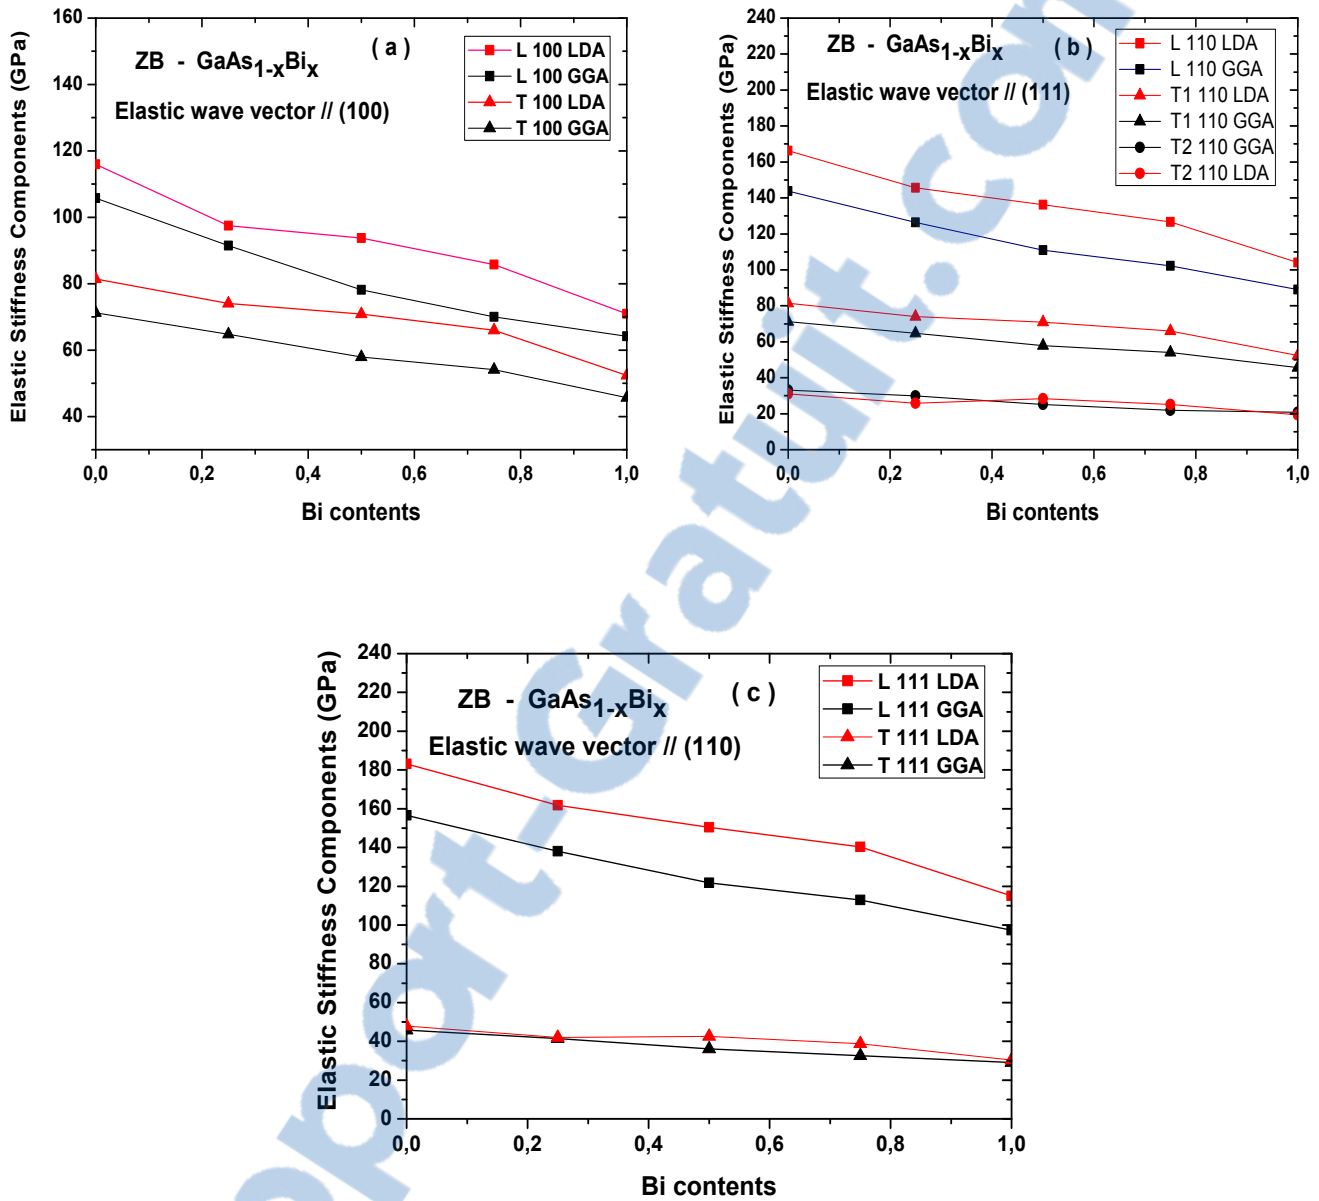 ( a )
ZB - GaAs1-xBix
Elastic wave vector // (100)
L 100 LDA
L 100 GGA
T 100 LDA
T 100 GGA
Elastic Stiffness Components (GPa)
160
140
120
100
80
60
40
0,0 0,2 0,4 0,6 0,8 1,0
Bi contents
ZB - GaAs1-xBix ( b )
Elastic wave vector // (111)
L 110 LDA
L 110 GGA
T1 110 LDA
T1 110 GGA
T2 110 GGA
T2 110 LDA
Elastic Stiffness Components (GPa)
240
220
200
180
160
140
120
100
80
60
40
20
0
0,0 0,2 0,4 0,6 0,8 1,0
Bi contents
ZB - GaAs1-xBix ( c )
Elastic wave vector // (110)
L 111 LDA
L 111 GGA
T 111 LDA
T 111 GGA
Elastic Stiffness Components (GPa)
240
220
200
180
160
140
120
100
80
60
40
20
0
0,0 0,2 0,4 0,6 0,8 1,0
Bi contents
pport-Gratuit.com